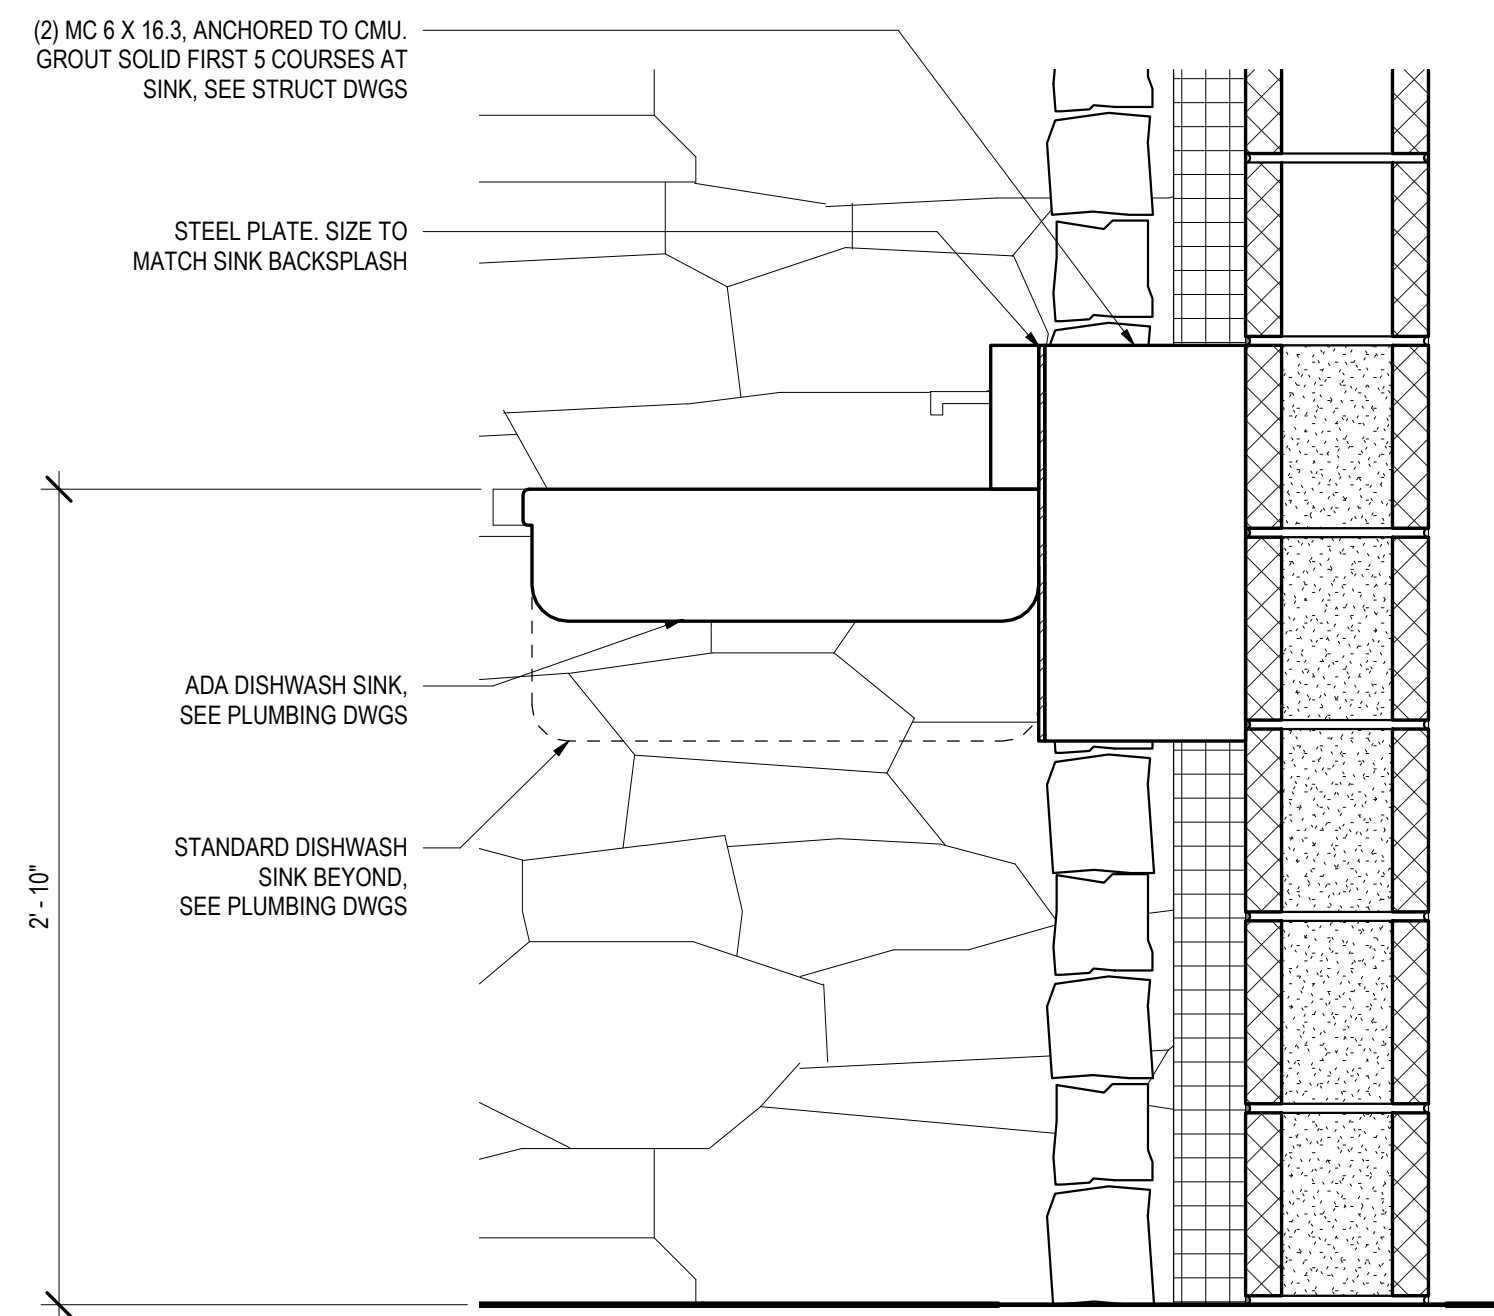 (2) MC 6 X 16.3, ANCHORED TO CMU.
GROUT SOLID FIRST 5 COURSES AT
SINK, SEE STRUCT DWGS
STEEL PLATE. SIZE TO
MATCH SINK BACKSPLASH
ADA DISHWASH SINK,
SEE PLUMBING DWGS
STANDARD DISHWASH
SINK BEYOND,
SEE PLUMBING DWGS
2' - 10"